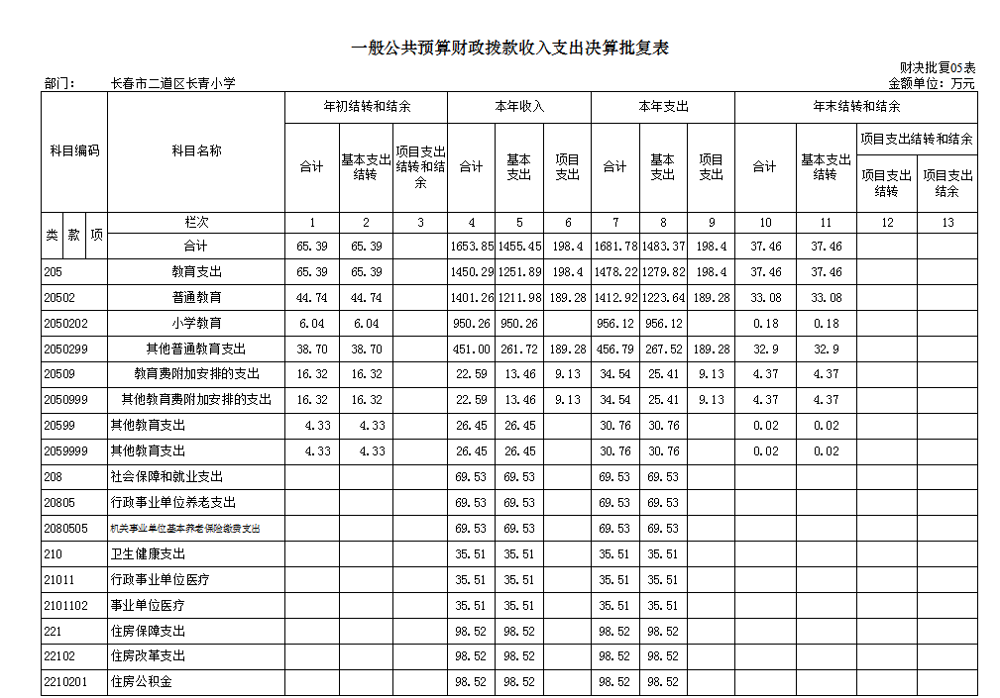 一般公共预算财政拨款收入支出决算批复表
财决批复05表
部门： 长春市二道区长青小学 金额单位：万元
科目编码 科目名称 年初结转和结余 本年收入 本年支出 年末结转和结余
合计 基本支出结转 项目支出结转和结余 合计 基本支出 项目支出 合计 基本支出 项目支出 合计 基本支出结转 项目支出结转和结余
项目支出结转 项目支出结余
类 款 项 栏次 1 2 3 4 5 6 7 8 9 10 11 12 13
合计 65.39 65.39 1653.85 1455.45 198.4 1681.78 1483.37 198.4 37.46 37.46
205 教育支出 65.39 65.39 1450.29 1251.89 198.4 1478.22 1279.82 198.4 37.46 37.46
20502 普通教育 44.74 44.74 1401.26 1211.98 189.28 1412.92 1223.64 189.28 33.08 33.08
2050202 小学教育 6.04 6.04 950.26 950.26 956.12 956.12 0.18 0.18
2050299 其他普通教育支出 38.70 38.70 451.00 261.72 189.28 456.79 267.52 189.28 32.9 32.9
20509 教育费附加安排的支出 16.32 16.32 22.59 13.46 9.13 34.54 25.41 9.13 4.37 4.37
2050999 其他教育费附加安排的支出 16.32 16.32 22.59 13.46 9.13 34.54 25.41 9.13 4.37 4.37
20599 其他教育支出 4.33 4.33 26.45 26.45 30.76 30.76 0.02 0.02
2059999 其他教育支出 4.33 4.33 26.45 26.45 30.76 30.76 0.02 0.02
208 社会保障和就业支出 69.53 69.53 69.53 69.53
20805 行政事业单位养老支出 69.53 69.53 69.53 69.53
2080505 机关事业单位基本养老保险缴费支出 69.53 69.53 69.53 69.53
210 卫生健康支出 35.51 35.51 35.51 35.51
21011 行政事业单位医疗 35.51 35.51 35.51 35.51
2101102 事业单位医疗 35.51 35.51 35.51 35.51
221 住房保障支出 98.52 98.52 98.52 98.52
22102 住房改革支出 98.52 98.52 98.52 98.52
2210201 住房公积金 98.52 98.52 98.52 98.52